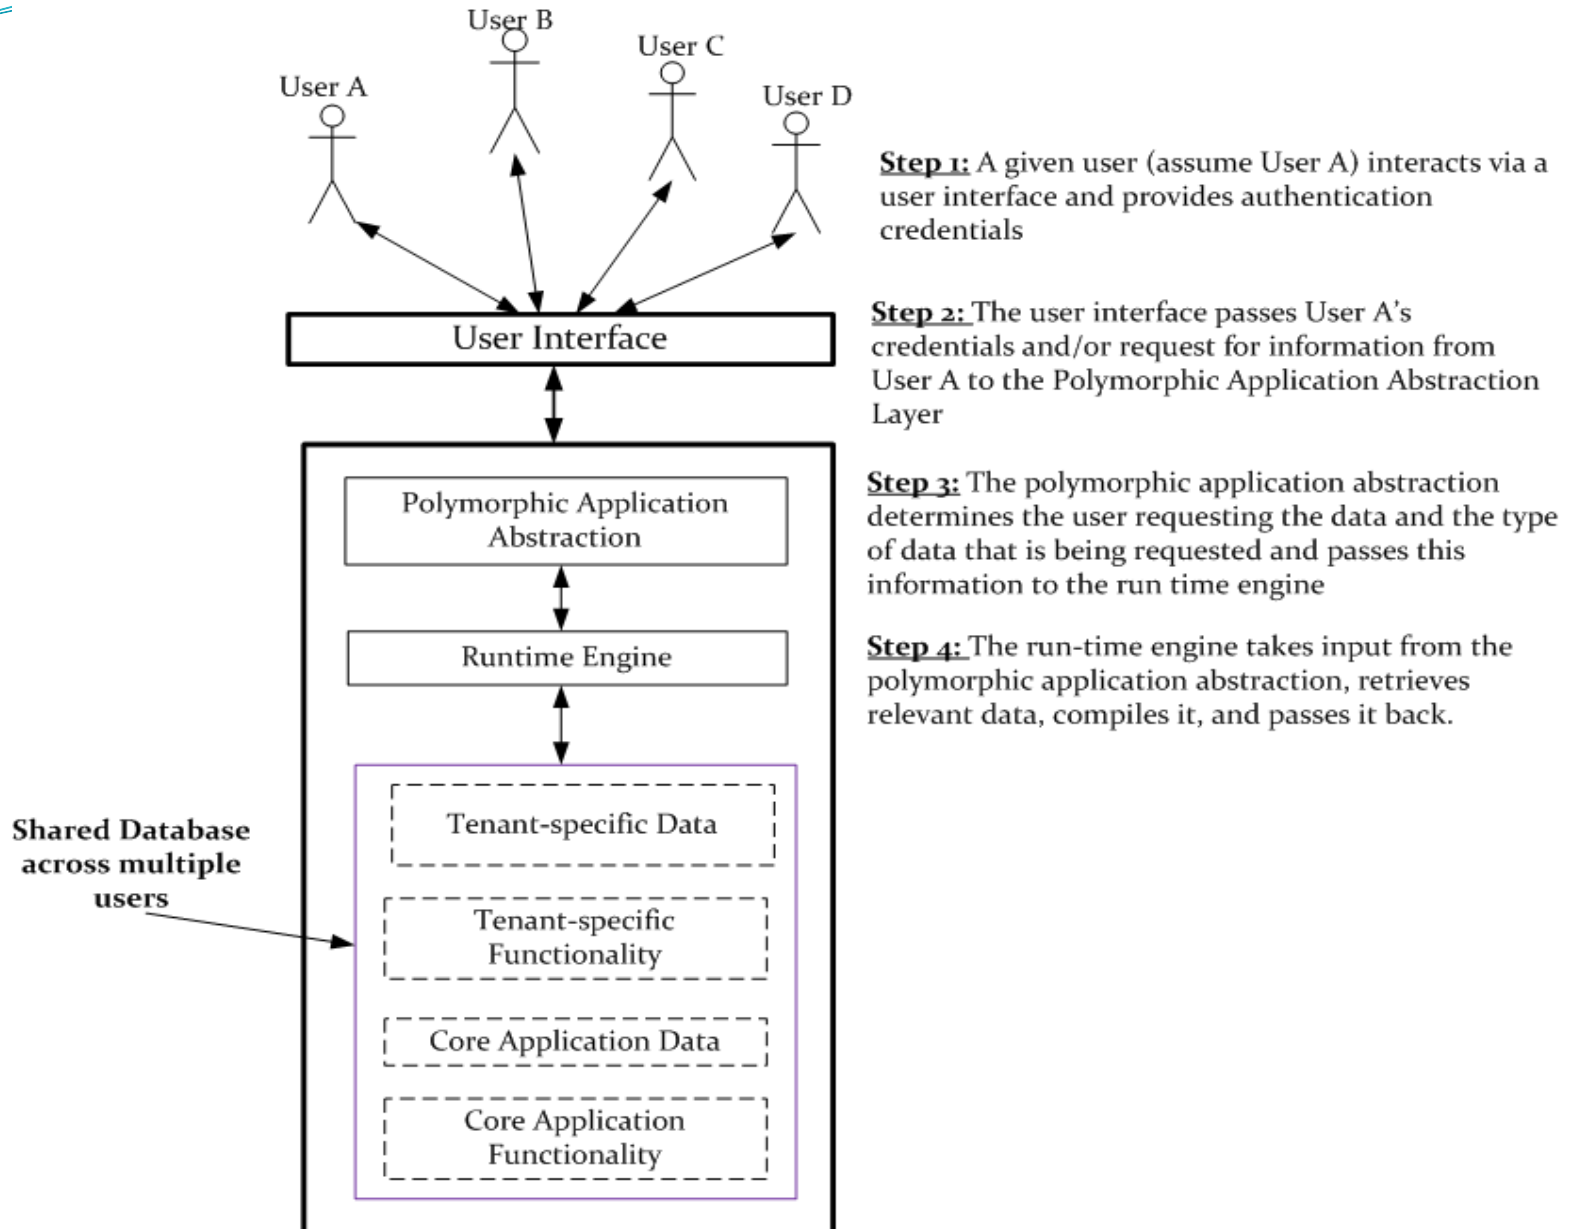 User B
User C
User A
User D
Step 1: A given user (assume User A) interacts via a
user interface and provides authentication
credentials
Step 2: The user interface passes User A's
credentials and/or request for information from
User A to the Polymorphic Application Abstraction
Layer
User Interface
Step 3: The polymorphic application abstraction
determines the user requesting the data and the type
of data that is being requested and passes this
information to the run time engine
Polymorphic Application
Abstraction
Step 4: The run-time engine takes input from the
polymorphic application abstraction, retrieves
relevant data, compiles it, and passes it back.
Runtime Engine
Shared Database
across multiple
users
Tenant-specific Data
Tenant-specific
Functionality
Core Application Data
Core Application
Functionality